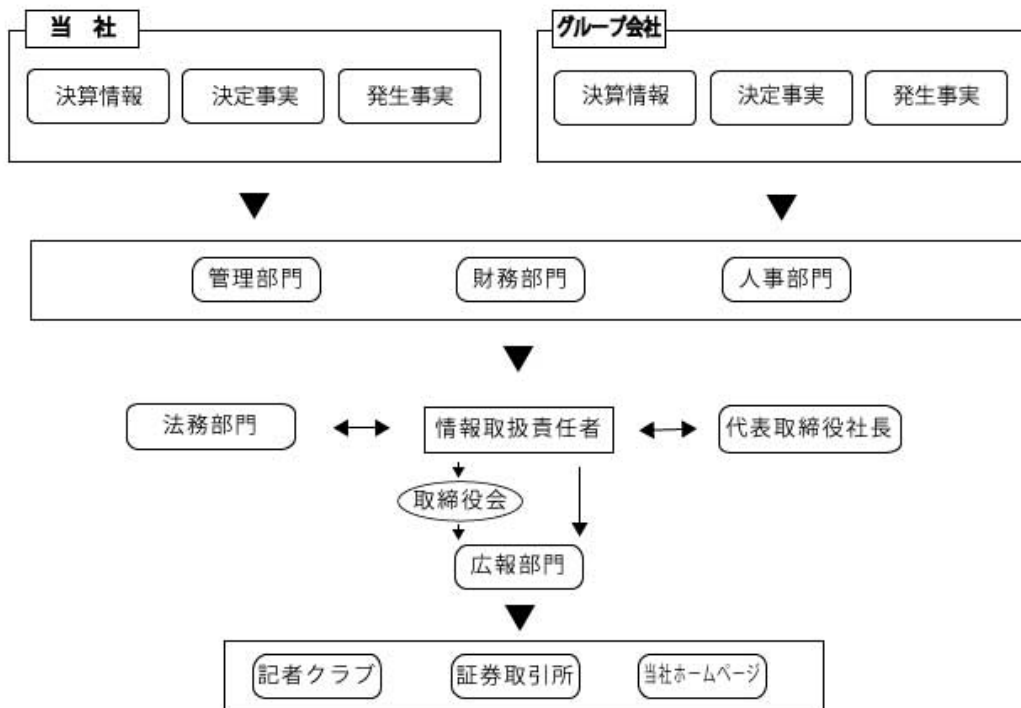 当 社
グループ会社
決算情報
決定事実
発生事実
決算情報
決定事実
発生事実
管理部門
財務部門
人事部門
法務部門
情報取扱責任者
代表取締役社長
取締役会
広報部門
記者クラブ
証券取引所
当社ホームページ